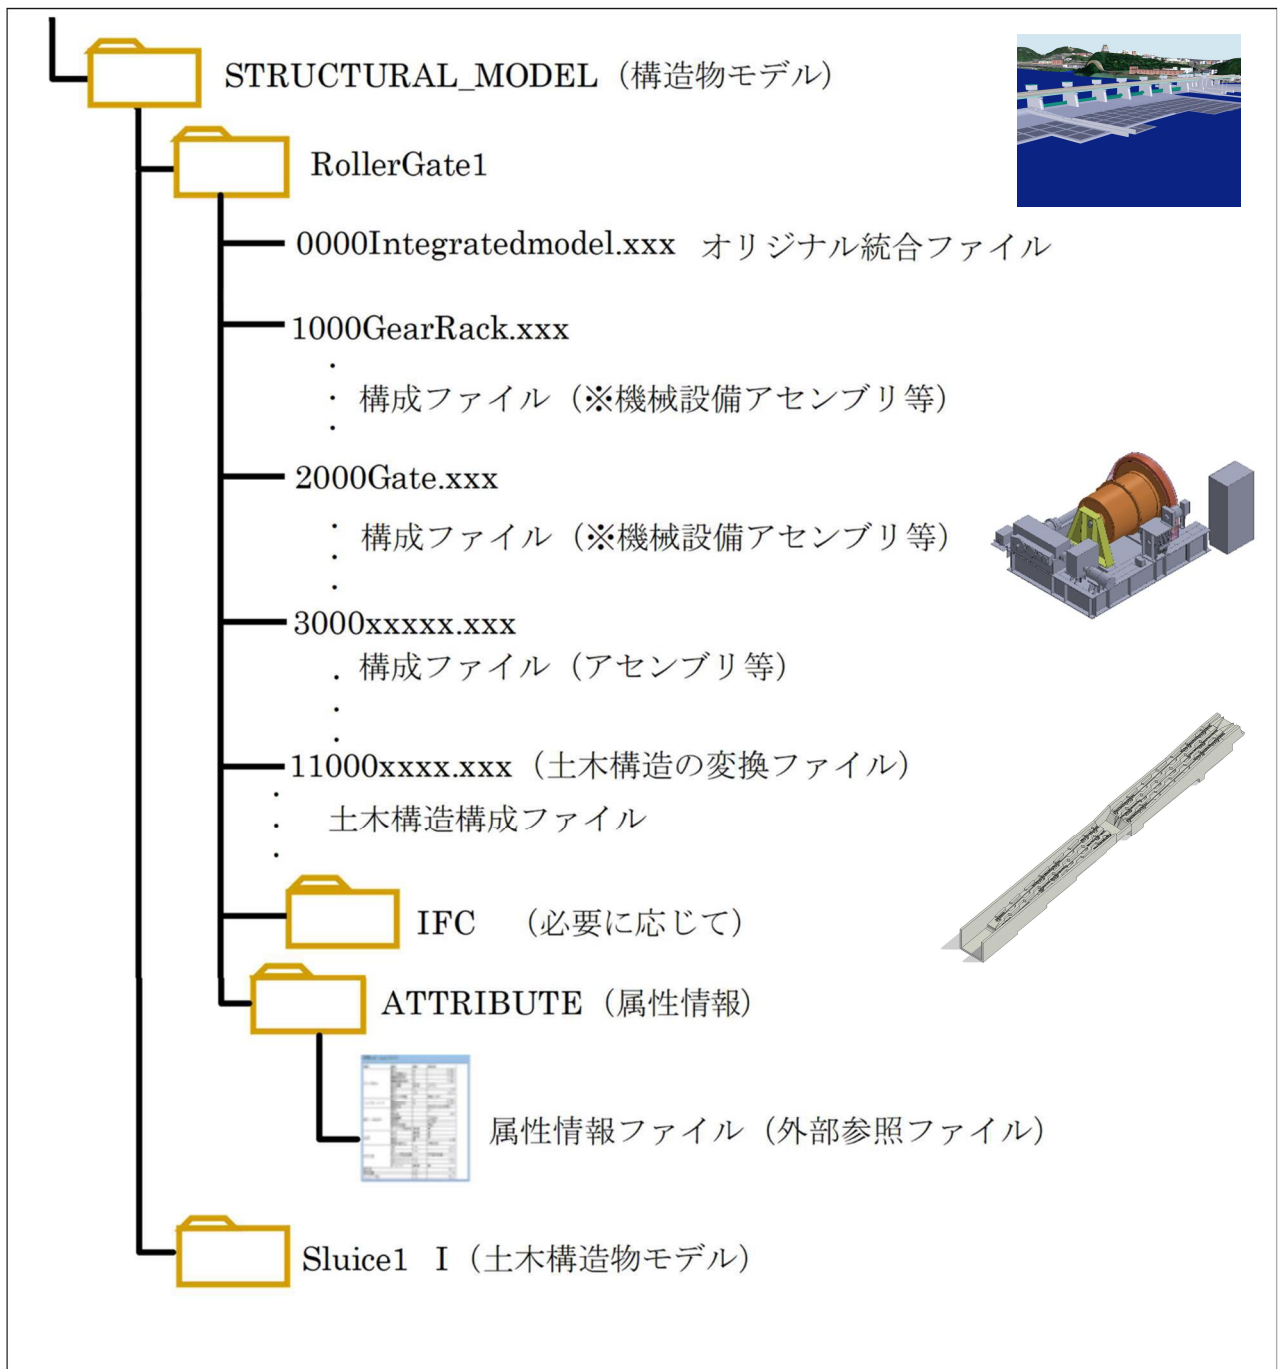 STRUCTURAL_MODEL（構造物モデル）
RollerGate1
0000Integratedmodel.xxx オリジナル統合ファイル
1000GearRack.xxx
構成ファイル（※機械設備アセンブリ等）
2000Gate.xxx
構成ファイル（※機械設備アセンブリ等）
3000xxxxx.xxx
構成ファイル（アセンブリ等）
11000xxxx.xxx（土木構造の変換ファイル）
土木構造構成ファイル
IFC （必要に応じて）
ATTRIBUTE（属性情報）
属性情報ファイル（外部参照ファイル）
Sluice1 I（土木構造物モデル）